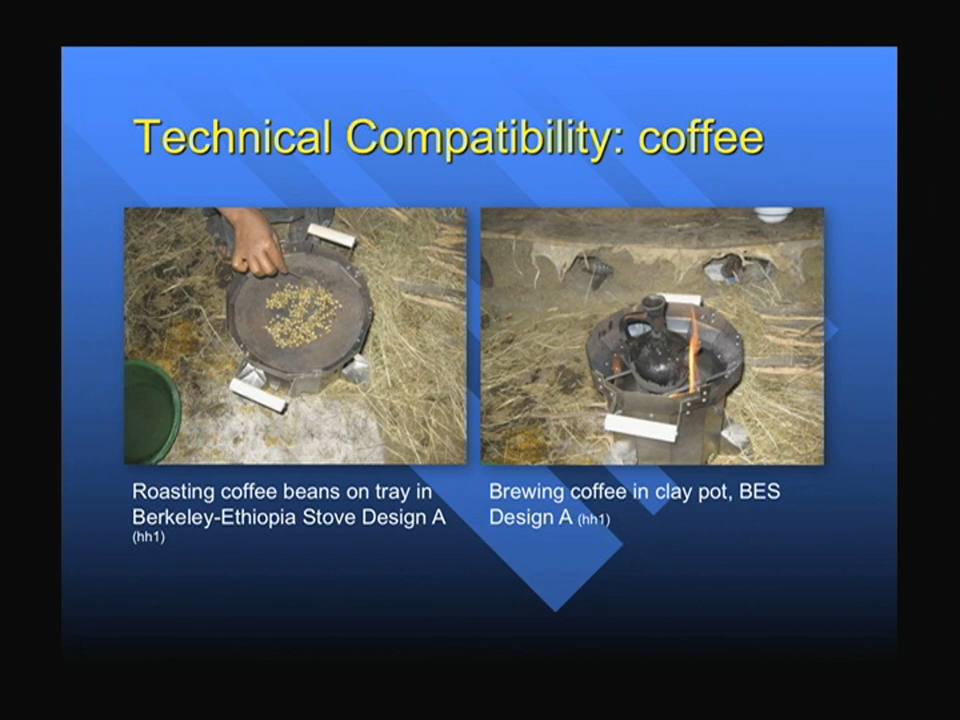 Technical Compatibility: coffee
Roasting coffee beans on tray in
Berkeley-Ethiopia Stove Design A
(hh1)
Brewing coffee in clay pot, BES
Design A (hh1)